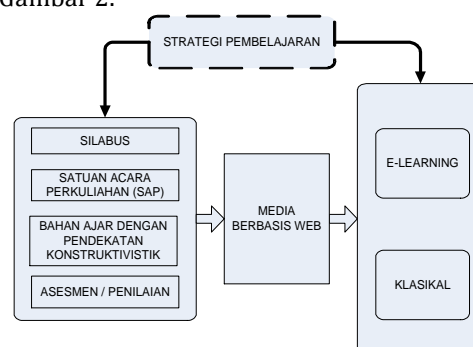 Gambar 2.
STRATEGI PEMBELAJARAN
SILABUS
SATUAN ACARA
PERKULIAHAN (SAP)
BAHAN AJAR DENGAN
PENDEKATAN
KONSTRUKTIVISTIK
ASESMEN / PENILAIAN
MEDIA
BERBASIS WEB
E-LEARNING
KLASIKAL